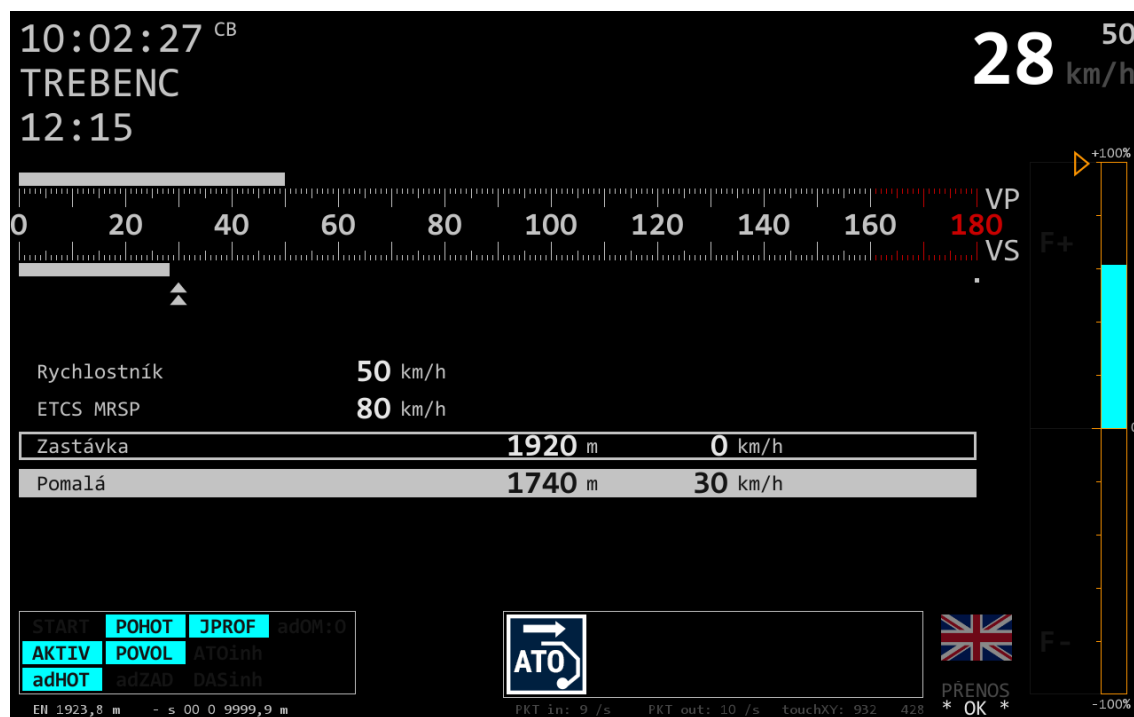 10:02:27 CB
28 50
km/h
TREBENC
12:15
+100%
VP
0 20 40 60 80 100 120 140 160 180
VS
F+
Rychlostník 50 km/h
ETCS MRSP 80 km/h
0
Zastávka 1920 m 0 km/h
Pomalá 1740 m 30 km/h
START POHOT JPROF adOM:O
AKTIV POVOL ATOinh
adHOT adZAD DASinh
ATO
F-
PŘENOS
* OK *
-100%
EN 1923,8 m - s 00 0 9999,9 m
PKT in: 9 /s PKT out: 10 /s touchXY: 932 428